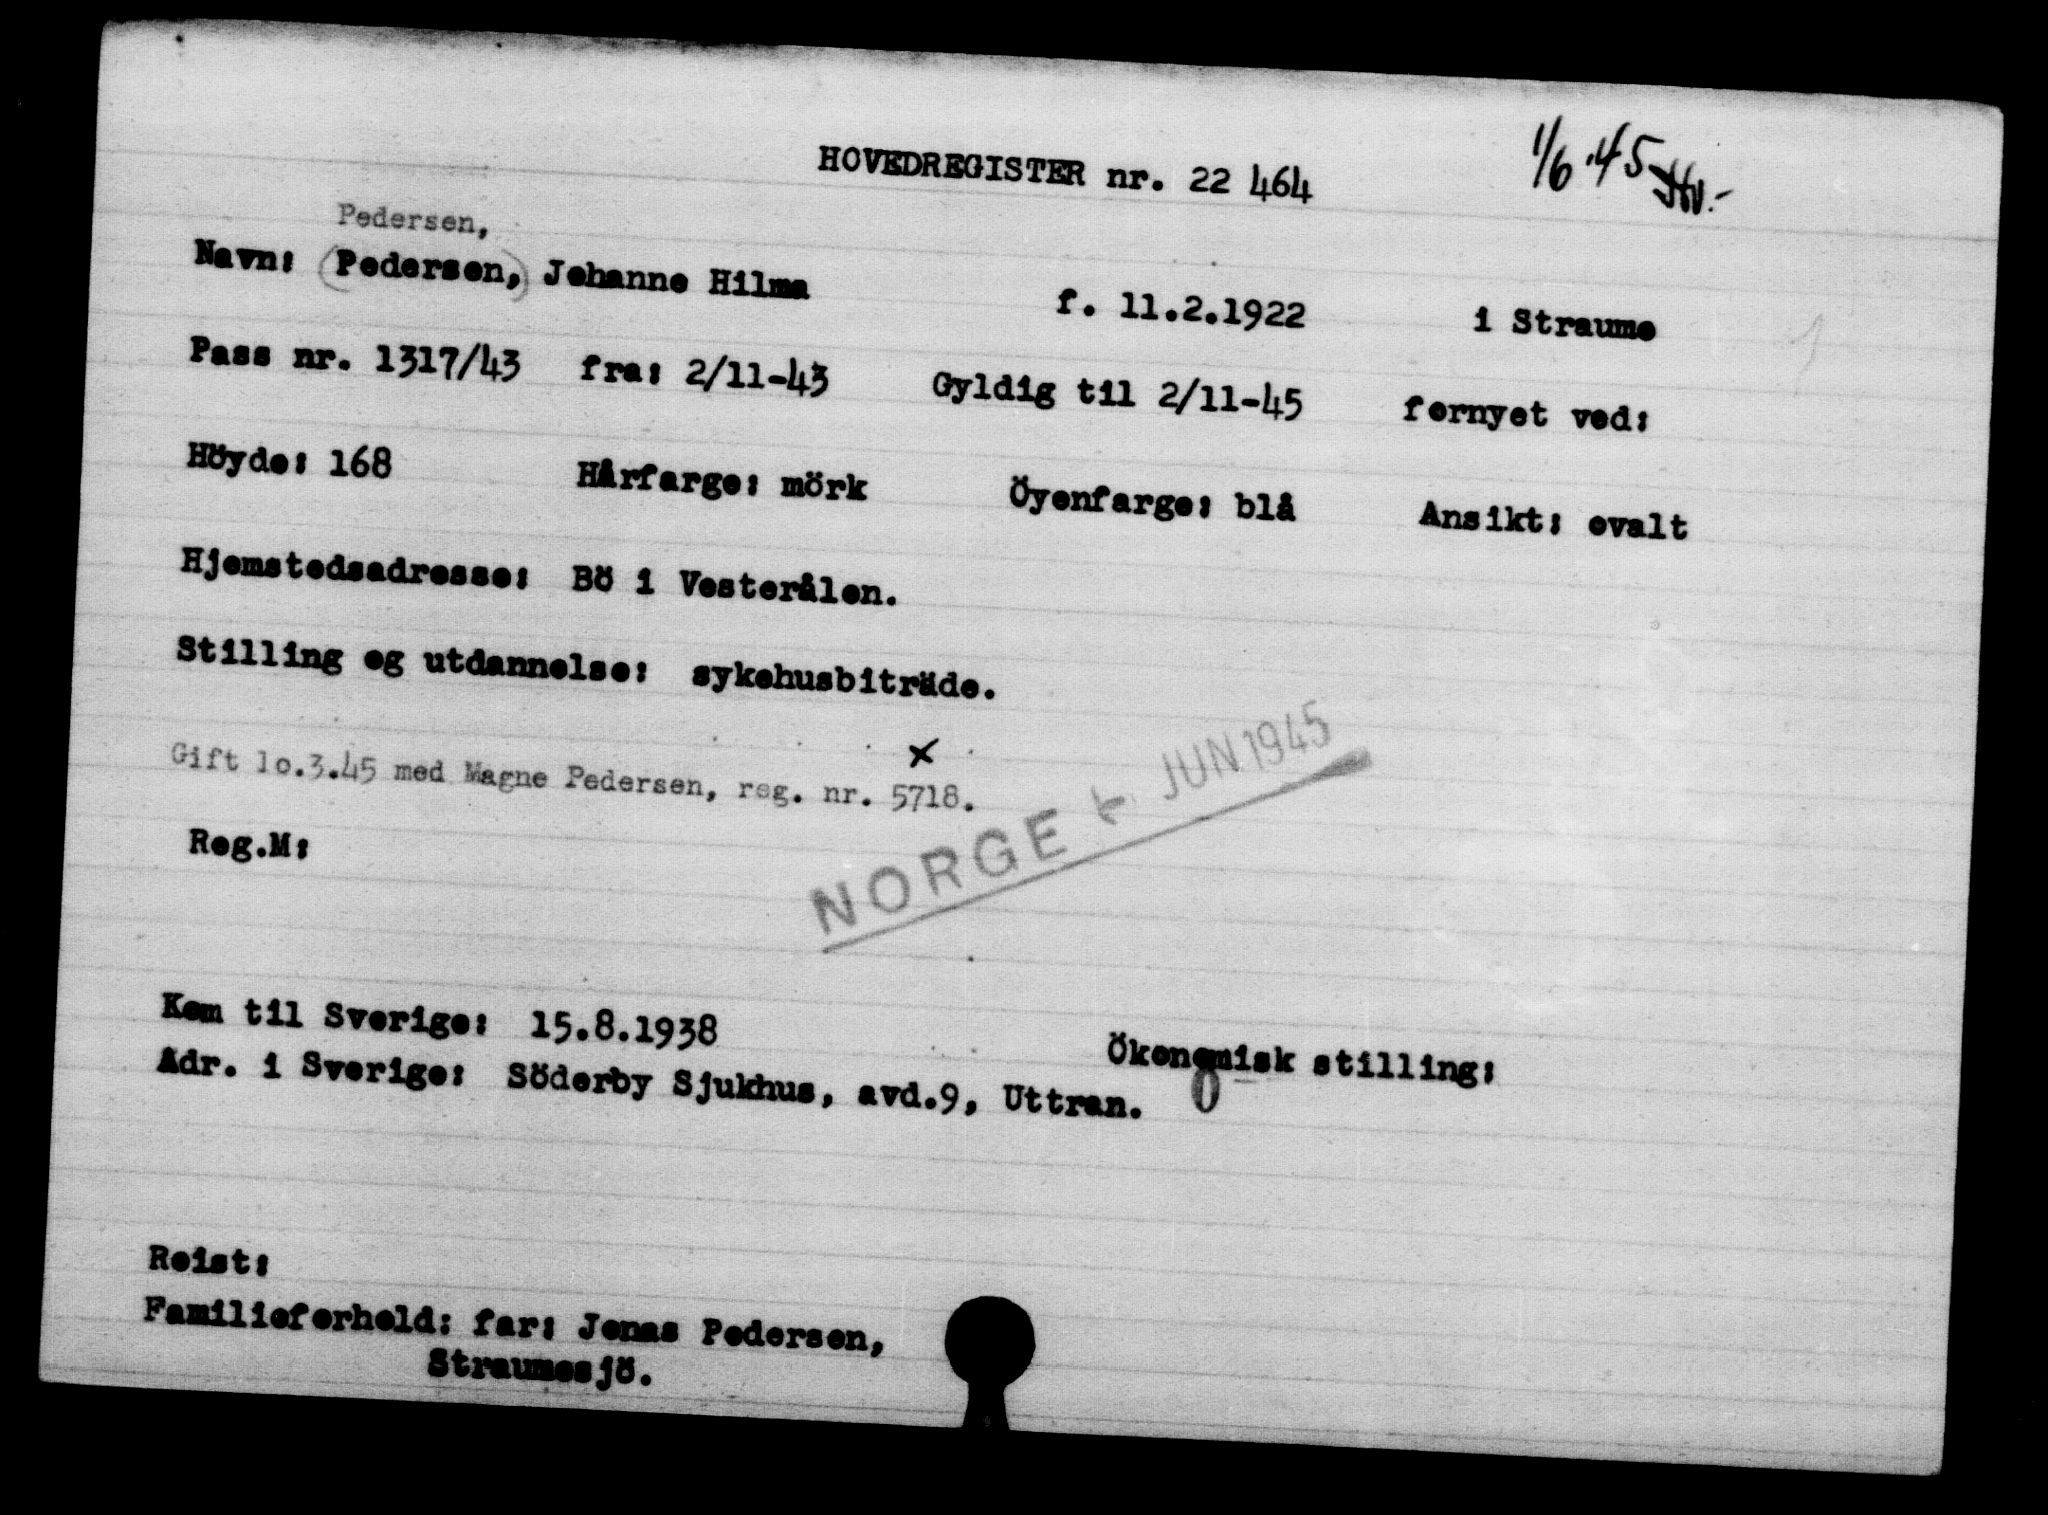 HOVEDREGISTER nr. 22 464
1/6.45
Pedersen,
Navn: (Pedersen,) Johanne Hilma f. 11.2.1922 i Straume
Pass nr. 1317/43 fra: 2/11-43 Gyldig til 2/11-45 fornyet ved:
Höyde: 168 Hårfarge: mörk Öyenfarge: blå Ansikt: ovalt
Hjemstedsadresse: Bö i Vesterålen.
Stilling og utdannelse: sykehusbiträde.
x
Gift lo.3.45 med Magne Pedersen, reg. nr. 5718.
NORGE JUN 1945
Reg.M:
Kom til Sverige: 15.8.1938 Ökonomisk stilling:
Adr. i Sverige: Söderby Sjukhus, avd.9, Uttran. 0
Reist:
Familieforhold: far: Jonas Pedersen,
Straumesjö.